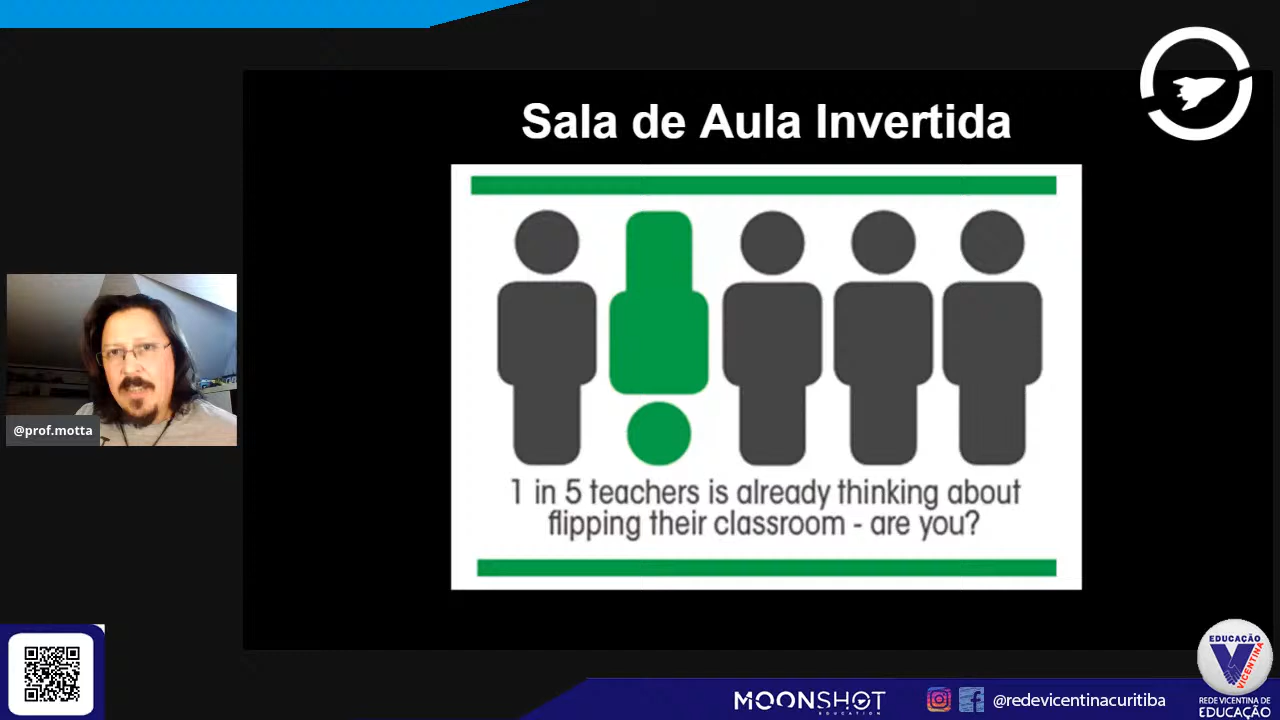 Sala de Aula Invertida
1 in 5 teachers is already thinking about
flipping their classroom - are you?
@prof.motta
MOONSHOT
EDUCATION
@redevicentinacuritiba
EDUCAÇÃO
VICENTINA
REDE VICENTINA DE
EDUCAÇÃO